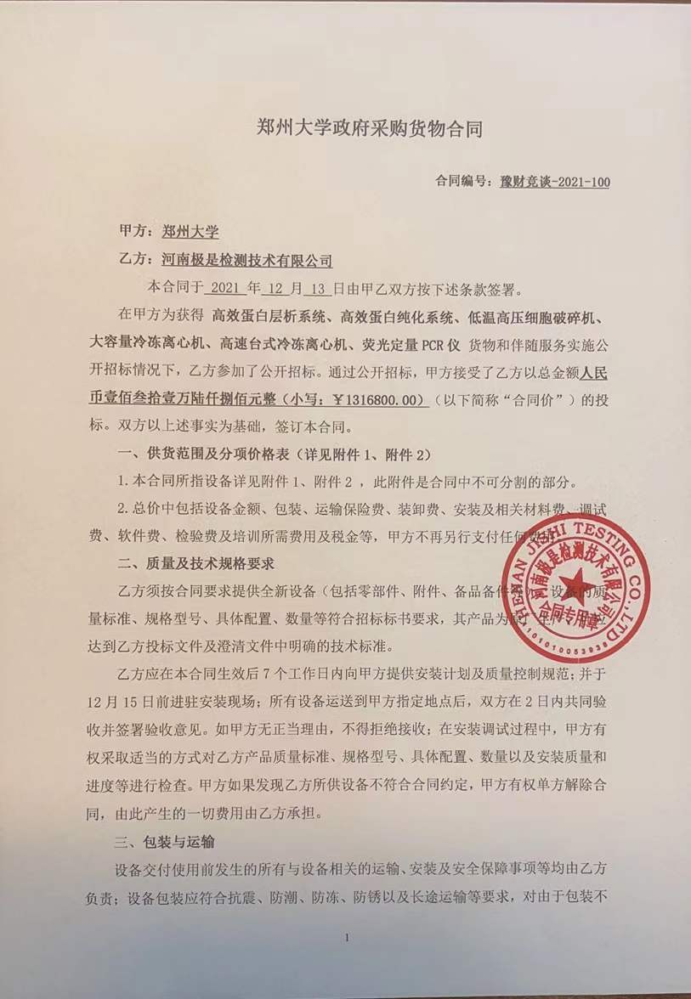 郑州大学政府采购货物合同
合同编号：豫财竞谈-2021-100
甲方：郑州大学
乙方：河南极是检测技术有限公司
本合同于 2021 年 12 月 13 日由甲乙双方按下述条款签署。
在甲方为获得 高效蛋白层析系统、高效蛋白纯化系统、低温高压细胞破碎机、
大容量冷冻离心机、高速台式冷冻离心机、荧光定量 PCR 仪 货物和伴随服务实施公
开招标情况下，乙方参加了公开招标。通过公开招标，甲方接受了乙方以总金额人民
币壹佰叁拾壹万陆仟捌佰元整（小写：￥1316800.00）（以下简称“合同价”）的投
标。双方以上述事实为基础，签订本合同。
一、供货范围及分项价格表（详见附件 1、附件 2）
1.本合同所指设备详见附件 1、附件 2 ，此附件是合同中不可分割的部分。
2.总价中包括设备金额、包装、运输保险费、装卸费、安装及相关材料费、调试
费、软件费、检验费及培训所需费用及税金等，甲方不再另行支付任何费用。
二、质量及技术规格要求
乙方须按合同要求提供全新设备（包括零部件、附件、备品备件等），设备的质
量标准、规格型号、具体配置、数量等符合招标标书要求，其产品为原厂生产，且应
达到乙方投标文件及澄清文件中明确的技术标准。
乙方应在本合同生效后 7 个工作日内向甲方提供安装计划及质量控制规范；并于
12 月 15 日前进驻安装现场；所有设备运送到甲方指定地点后，双方在 2 日内共同验
收并签署验收意见。如甲方无正当理由，不得拒绝接收；在安装调试过程中，甲方有
权采取适当的方式对乙方产品质量标准、规格型号、具体配置、数量以及安装质量和
进度等进行检查。甲方如果发现乙方所供设备不符合合同约定，甲方有权单方解除合
同，由此产生的一切费用由乙方承担。
三、包装与运输
设备交付使用前发生的所有与设备相关的运输、安装及安全保障事项等均由乙方
负责；设备包装应符合抗震、防潮、防冻、防锈以及长途运输等要求，对由于包装不
1
HENAN JISHI TESTING CO.,LTD
河南极是检测技术有限公司
合同专用章